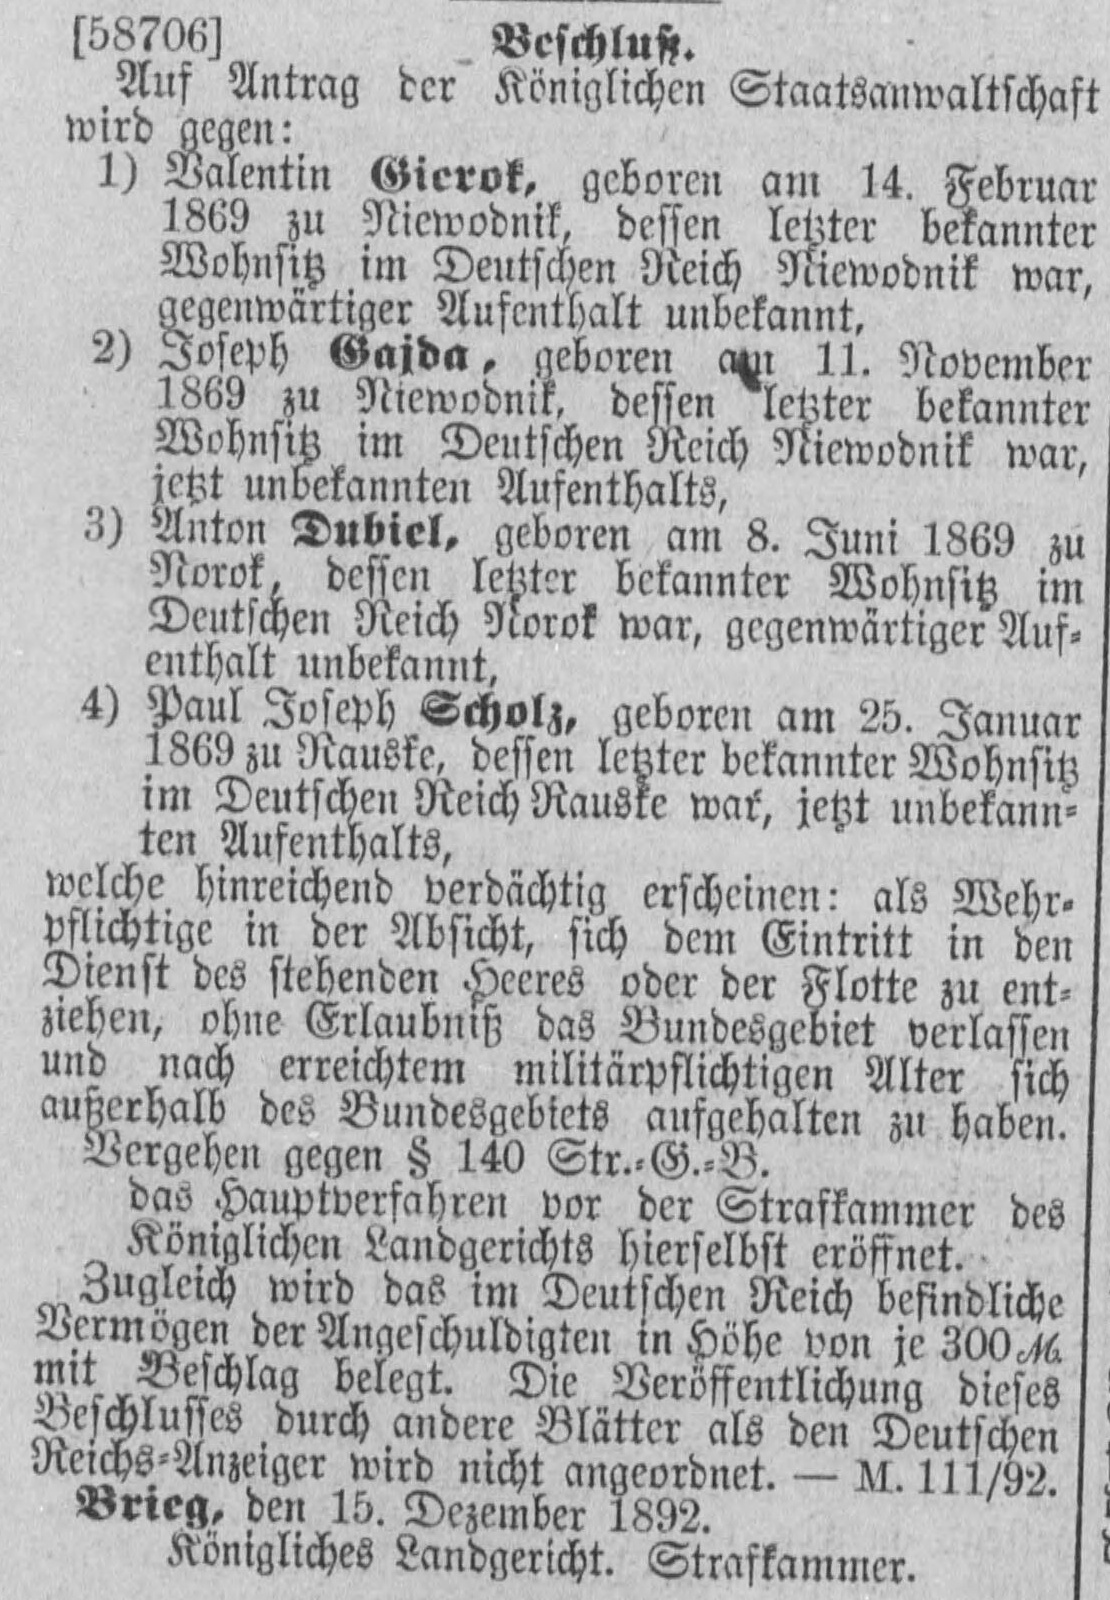 [58706] Beschluß.
Auf Antrag der Königlichen Staatsanwaltschaft
wird gegen:
1) Valentin Gierok, geboren am 14. Februar
1869 zu Niewodnik, dessen letzter bekannter
Wohnsitz im Deutschen Reich Niewodnik war,
gegenwärtiger Aufenthalt unbekannt,
2) Joseph Gajda, geboren am 11. November
1869 zu Niewodnik, dessen letzter bekannter
Wohnsitz im Deutschen Reich Niewodnik war,
jetzt unbekannten Aufenthalts,
3) Anton Dubiel, geboren am 8. Juni 1869 zu
Norok, dessen letzter bekannter Wohnsitz im
Deutschen Reich Norok war, gegenwärtiger Auf-
enthalt unbekannt,
4) Paul Joseph Scholz, geboren am 25. Januar
1869 zu Rauske, dessen letzter bekannter Wohnsitz
im Deutschen Reich Rauske war, jetzt unbekann-
ten Aufenthalts,
welche hinreichend verdächtig erscheinen: als Wehr-
pflichtige in der Absicht, sich dem Eintritt in den
Dienst des stehenden Heeres oder der Flotte zu ent-
ziehen, ohne Erlaubniß das Bundesgebiet verlassen
und nach erreichtem militärpflichtigen Alter sich
außerhalb des Bundesgebiets aufgehalten zu haben.
Vergehen gegen § 140 Str.-G.-B.
das Hauptverfahren vor der Strafkammer des
Königlichen Landgerichts hierselbst eröffnet.
Zugleich wird das im Deutschen Reich befindliche
Vermögen der Angeschuldigten in Höhe von je 300 ℳ
mit Beschlag belegt. Die Veröffentlichung dieses
Beschlusses durch andere Blätter als den Deutschen
Reichs-Anzeiger wird nicht angeordnet. — M. 111/92.
Brieg, den 15. Dezember 1892.
Königliches Landgericht. Strafkammer.